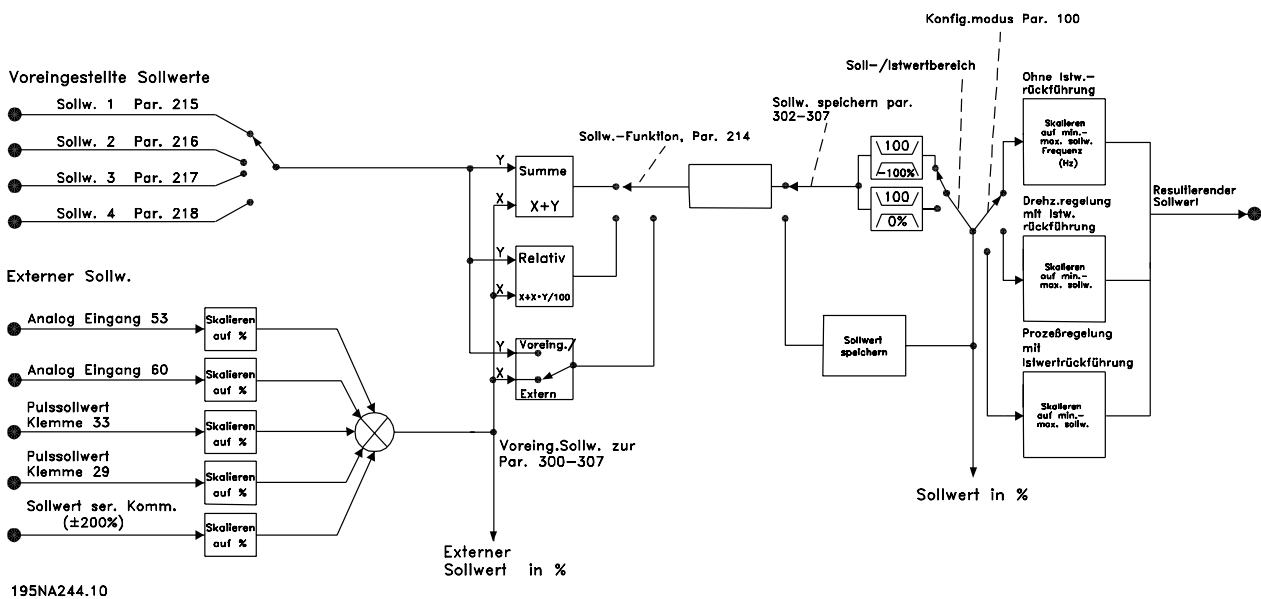 Konfig.modus Par. 100
Soll-/Istwertbereich
Voreingestellte Sollwerte
Sollw. 1 Par. 215
Sollw. 2 Par. 216
Sollw. 3 Par. 217
Sollw. 4 Par. 218
Sollw. speichern par.
302-307
Sollw.-Funktion, Par. 214
Y
Summe
X
X+Y
Y
Relativ
X
X+X·Y/100
Y
Voreing./
X
Extern
100
-100%
100
0%
Ohne Istw.-
rückführung
Skalieren
auf min.-
max. sollw.
Frequenz
(Hz)
Drehz.regelung
mit Istw.
rückführung
Skalieren
auf min.-
max. sollw.
Prozeßregelung
mit
Istwertrückführung
Skalieren
auf min.-
max. sollw.
Resultierender
Sollwerl
Sollwert
speichern
Sollwert in %
Externer Sollw.
Analog Eingang 53
Skalieren
auf %
Analog Eingang 60
Skalieren
auf %
Pulssollwert
Klemme 33
Skalieren
auf %
Pulssollwert
Klemme 29
Skalieren
auf %
Sollwert ser. Komm.
(±200%)
Skalieren
auf %
Voreing.Sollw. zur
Par. 300-307
Externer
Sollwert in %
195NA244.10